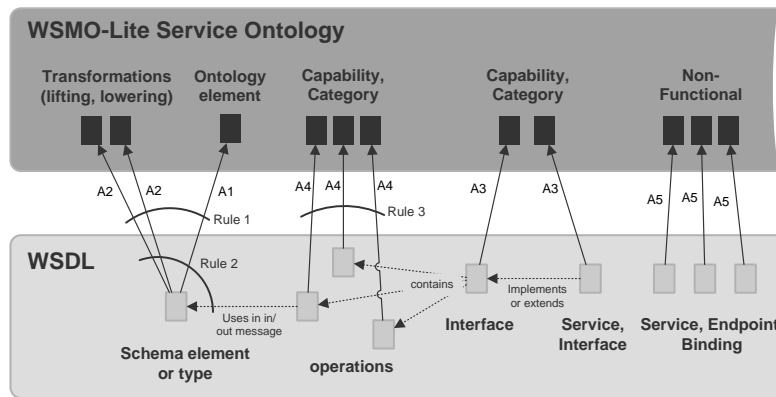 WSMO-Lite Service Ontology
Transformations
(lifting, lowering)
Ontology
element
Capability,
Category
Capability,
Category
Non-
Functional
A2
A2
A1
A4
A4
A4
A3
A3
A5
A5
A5
Rule 1
Rule 3
WSDL
Rule 2
contains
Implements
or extends
Uses in in/
out message
Schema element
or type
operations
Interface
Service,
Interface
Service, Endpoint
Binding